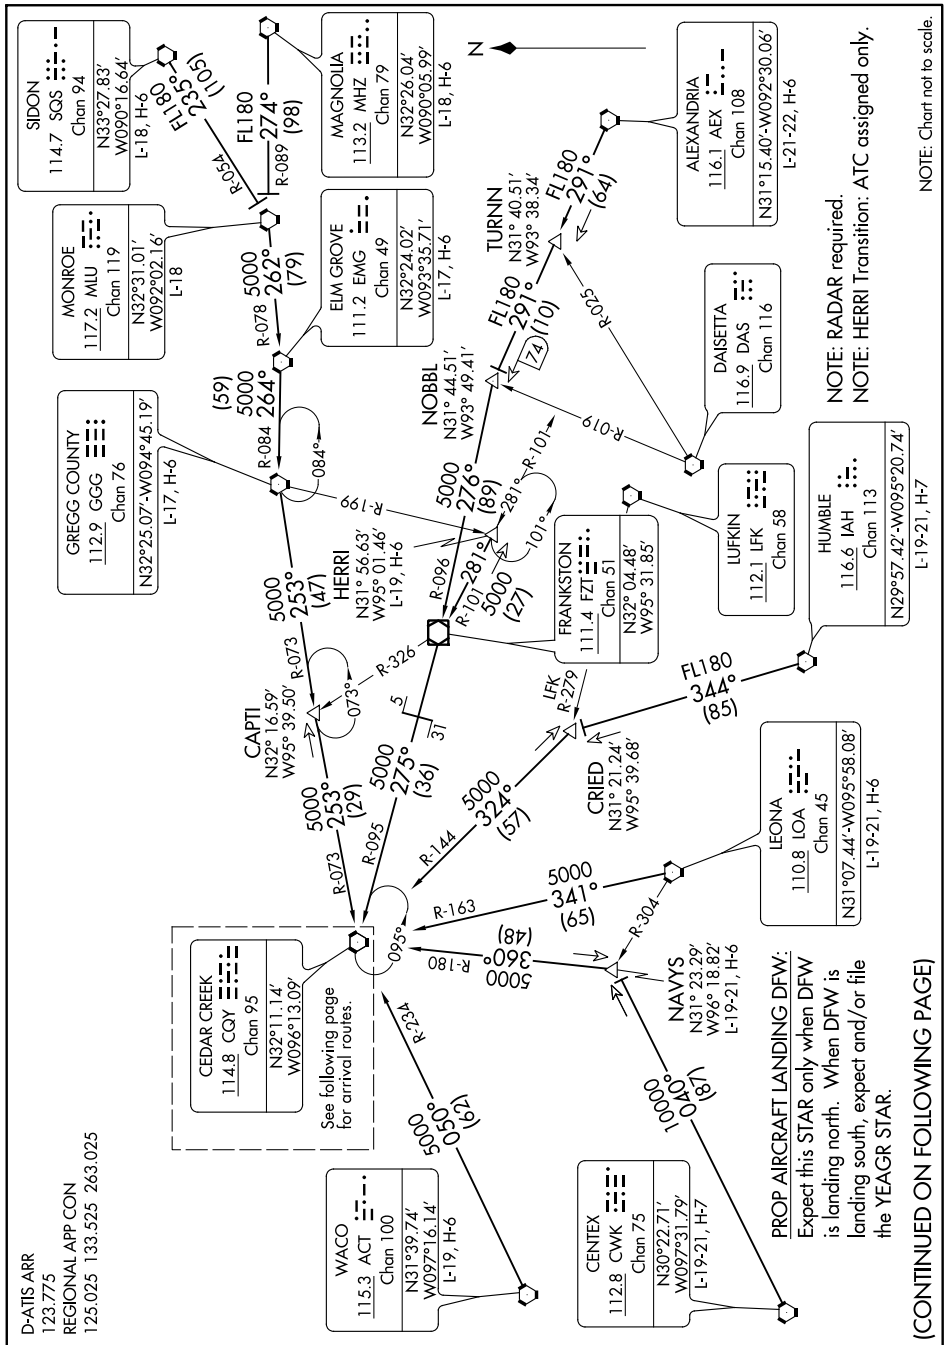 D-ATIS ARR
123.775
REGIONAL APP CON
125.025 133.525 263.025
CEDAR CREEK
114.8 CQY
Chan 95
N32°11.14'
W096°13.09'
See following page
for arrival routes.
WACO
115.3 ACT
Chan 100
N31°39.74'
W097°16.14'
L-19, H-6
5000
050°
(62)
R-234
CENTEX
112.8 CWK
Chan 75
N30°22.71'
W097°31.79'
L-19-21, H-7
10000
040°
(87)
NAVYS
N31° 23.29'
W96° 18.82'
L-19-21, H-6
5000
360°
(48)
R-180
R-304
LEONA
110.8 LOA
Chan 45
N31°07.44'-W095°58.08'
L-19-21, H-6
5000
341°
(65)
R-163
CRIED
N31° 21.24'
W95° 39.68'
LFK
R-279
5000
324°
(57)
R-144
HUMBLE
116.6 IAH
Chan 113
N29°57.42'-W095°20.74'
L-19-21, H-7
FL180
344°
(85)
LUFKIN
112.1 LFK
Chan 58
FRANKSTON
111.4 FZT
Chan 51
N32° 04.48'
W95° 31.85'
5000
275°
(36)
R-095
5
31
095°
R-326
CAPTI
N32° 16.59'
W95° 39.50'
5000
253°
(29)
R-073
073°
5000
253°
(47)
R-073
GREGG COUNTY
112.9 GGG
Chan 76
N32°25.07'-W094°45.19'
L-17, H-6
R-199
084°
R-084
(59)
5000
264°
HERRI
N31° 56.63'
W95° 01.46'
L-19, H-6
R-101
281°
5000
(27)
281°
101°
R-101
R-096
5000
276°
(89)
NOBBL
N31° 44.51'
W93° 49.41'
74
R-019
FL180
291°
(10)
TURNN
N31° 40.51'
W93° 38.34'
R-025
FL180
291°
(64)
DAISETTA
116.9 DAS
Chan 116
ALEXANDRIA
116.1 AEX
Chan 108
N31°15.40'-W092°30.06'
L-21-22, H-6
ELM GROVE
111.2 EMG
Chan 49
N32°24.02'
W093°35.71'
L-17, H-6
R-078
5000
262°
(79)
MONROE
117.2 MLU
Chan 119
N32°31.01'
W092°02.16'
L-18
R-054
FL180
235°
(105)
SIDON
114.7 SQS
Chan 94
N33°27.83'
W090°16.64'
L-18, H-6
R-089
FL180
274°
(98)
MAGNOLIA
113.2 MHZ
Chan 79
N32°26.04'
W090°05.99'
L-18, H-6
N
PROP AIRCRAFT LANDING DFW:
Expect this STAR only when DFW
is landing north. When DFW is
landing south, expect and/or file
the YEAGR STAR.
NOTE: RADAR required.
NOTE: HERRI Transition: ATC assigned only.
NOTE: Chart not to scale.
(CONTINUED ON FOLLOWING PAGE)